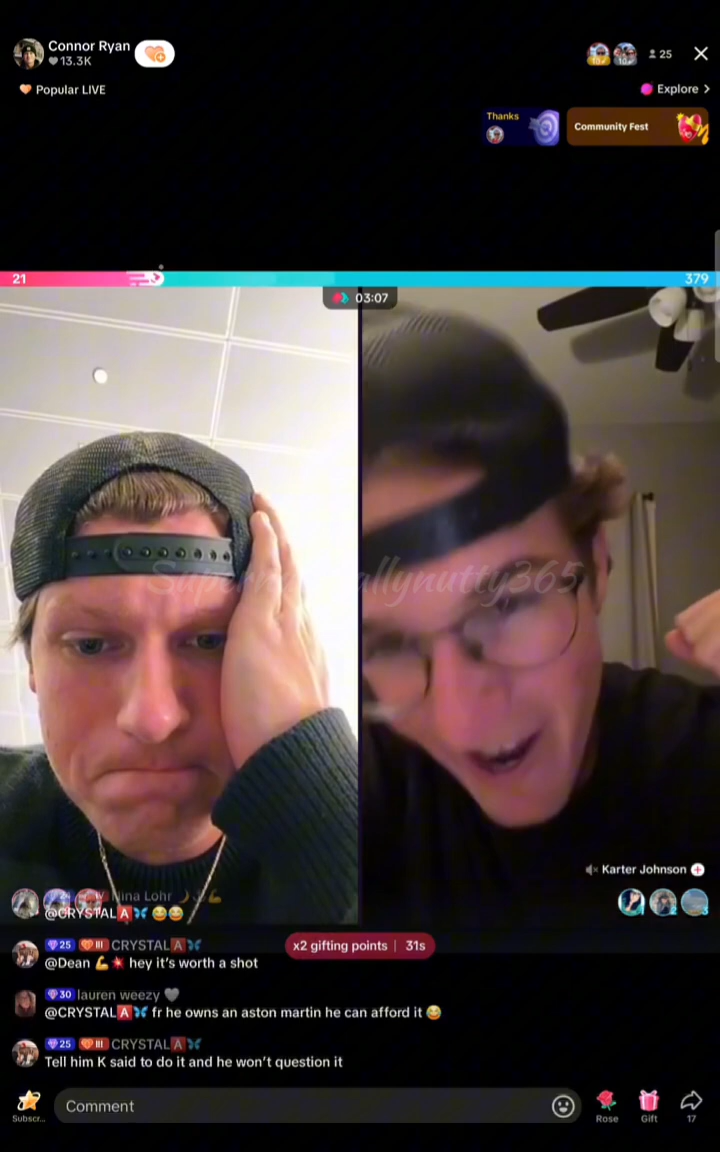 Connor Ryan
13.3K
25
Popular LIVE
Explore >
Thanks
Community Fest
21
379
03:07
Karter Johnson
Nina Lohr 🌙 💪
@CRYSTAL🅰🦋 😂😂
x2 gifting points | 31s
25 III CRYSTAL🅰🦋
@Dean 💪💥 hey it's worth a shot
30 lauren weezy 🩶
@CRYSTAL🅰🦋 fr he owns an aston martin he can afford it 😂
25 III CRYSTAL🅰🦋
Tell him K said to do it and he won't question it
Subscr...
Comment
Rose
Gift
17